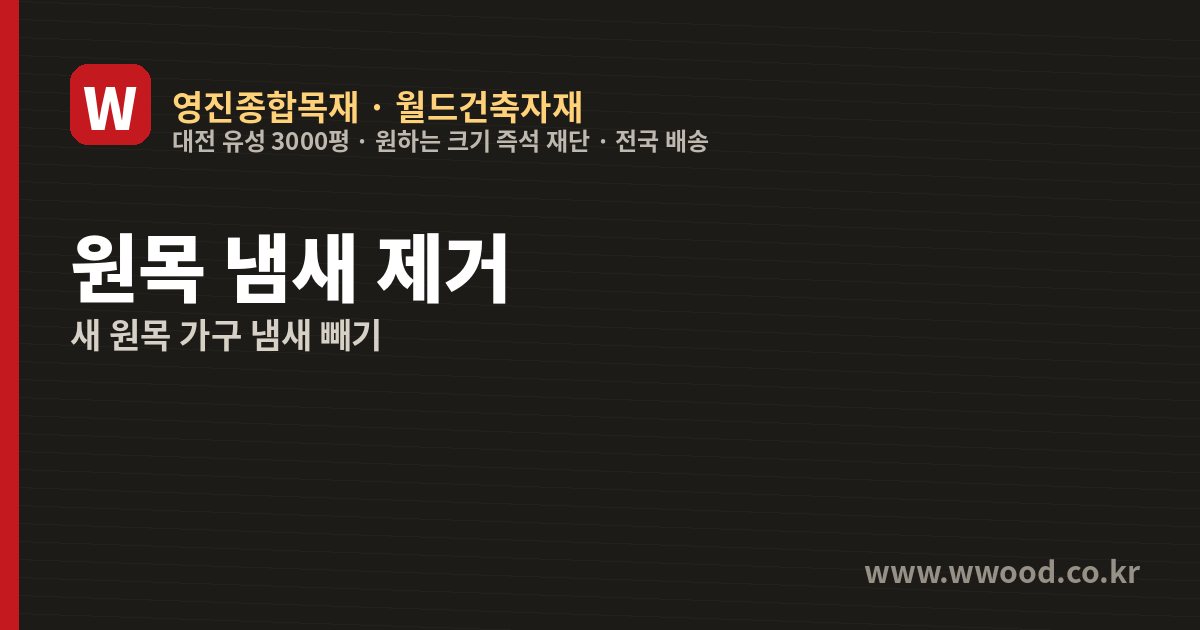 W
영진종합목재 · 월드건축자재
대전 유성 3000평 · 원하는 크기 즉석 재단 · 전국 배송
원목 냄새 제거
새 원목 가구 냄새 빼기
www.wwood.co.kr